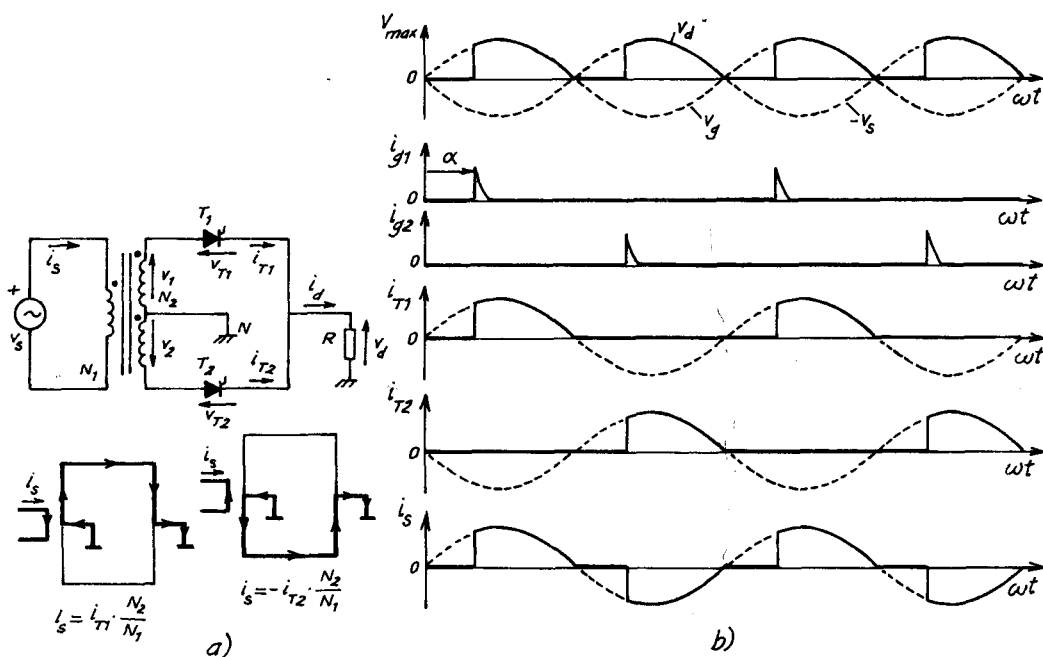 i_s
+
v_s
N_1
v_1
N_2
v_2
T_1
v_T1
i_T1
N
i_d
R
v_d
T_2
v_T2
i_T2
i_s
i_s = i_T1 · N_2/N_1
i_s
i_s = -i_T2 · N_2/N_1
a)
V_max
v_d
0
ωt
v_g
-v_s
i_g1
α
0
ωt
i_g2
0
ωt
i_T1
0
ωt
i_T2
0
ωt
i_s
0
ωt
b)